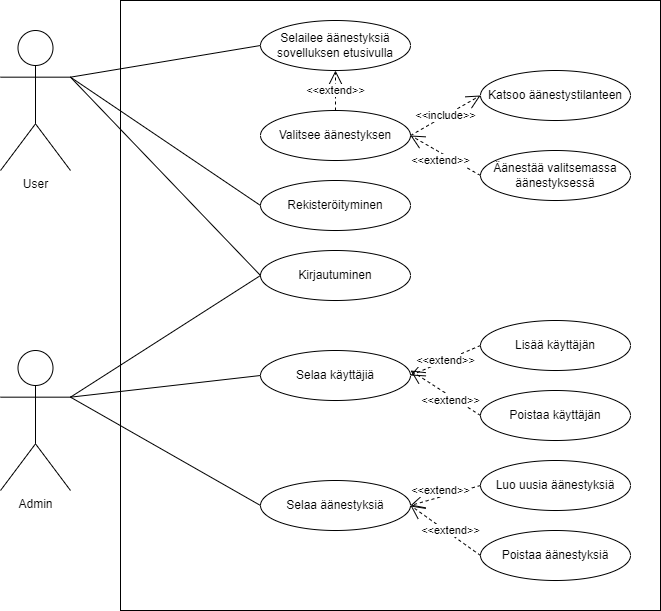 Selailee äänestyksiä
sovelluksen etusivulla
<<extend>>
Katsoo äänestystilanteen
<<include>>
Valitsee äänestyksen
<<extend>>
Äänestää valitsemassa
äänestyksessä
User
Rekisteröityminen
Kirjautuminen
Lisää käyttäjän
<<extend>>
Selaa käyttäjiä
<<extend>>
Poistaa käyttäjän
Luo uusia äänestyksiä
<<extend>>
Admin
Selaa äänestyksiä
<<extend>>
Poistaa äänestyksiä